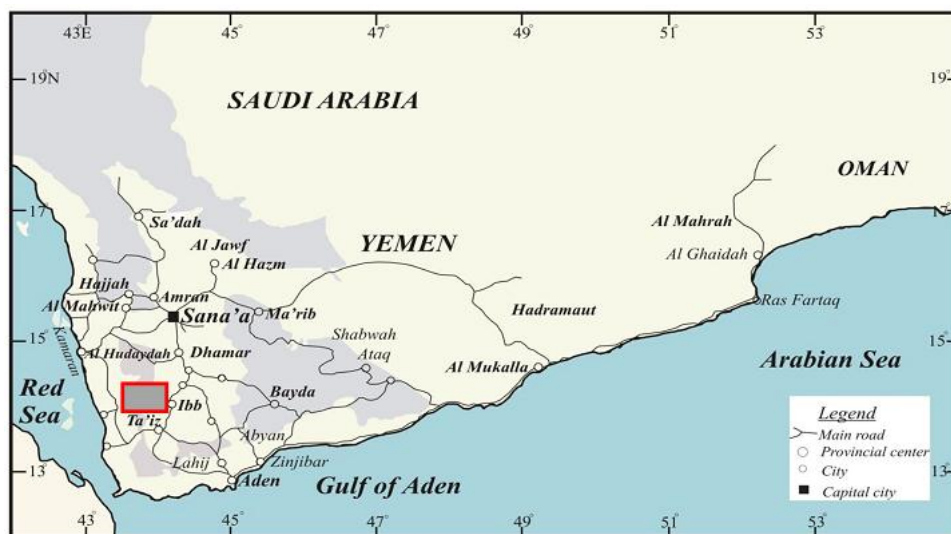 43E 45° 47° 49° 51° 53°
19N 19°
SAUDI ARABIA
OMAN
17° 17
Sa'dah
Al Mahrah
Al Jawf
YEMEN
Al Hazm
Al Ghaidah
Hajjah
Amran
Al Mahwit
Sana'a
Ma'rib
Hadramaut
Ras Fartaq
Kamaran
Shabwah
15° 15°
Al Hudaydah
Dhamar
Ataq
Al Mukalla
Arabian Sea
Red
Sea
Ibb
Bayda
Ta'iz
Abyan
Lahij
Zinjibar
13° 13°
Aden
Gulf of Aden
Legend
Main road
Provincial center
City
Capital city
43° 45° 47° 49° 51° 53°